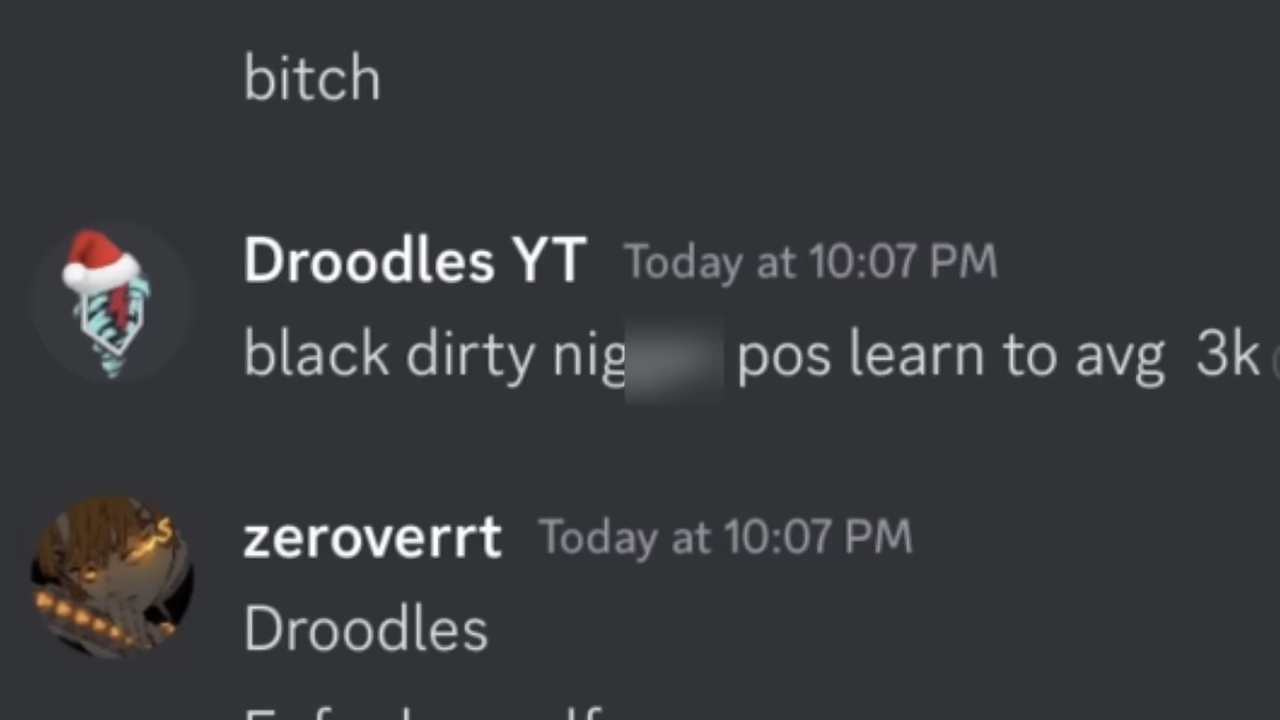 bitch
Droodles YT Today at 10:07 PM
black dirty nig pos learn to avg 3k
zeroverrt Today at 10:07 PM
Droodles